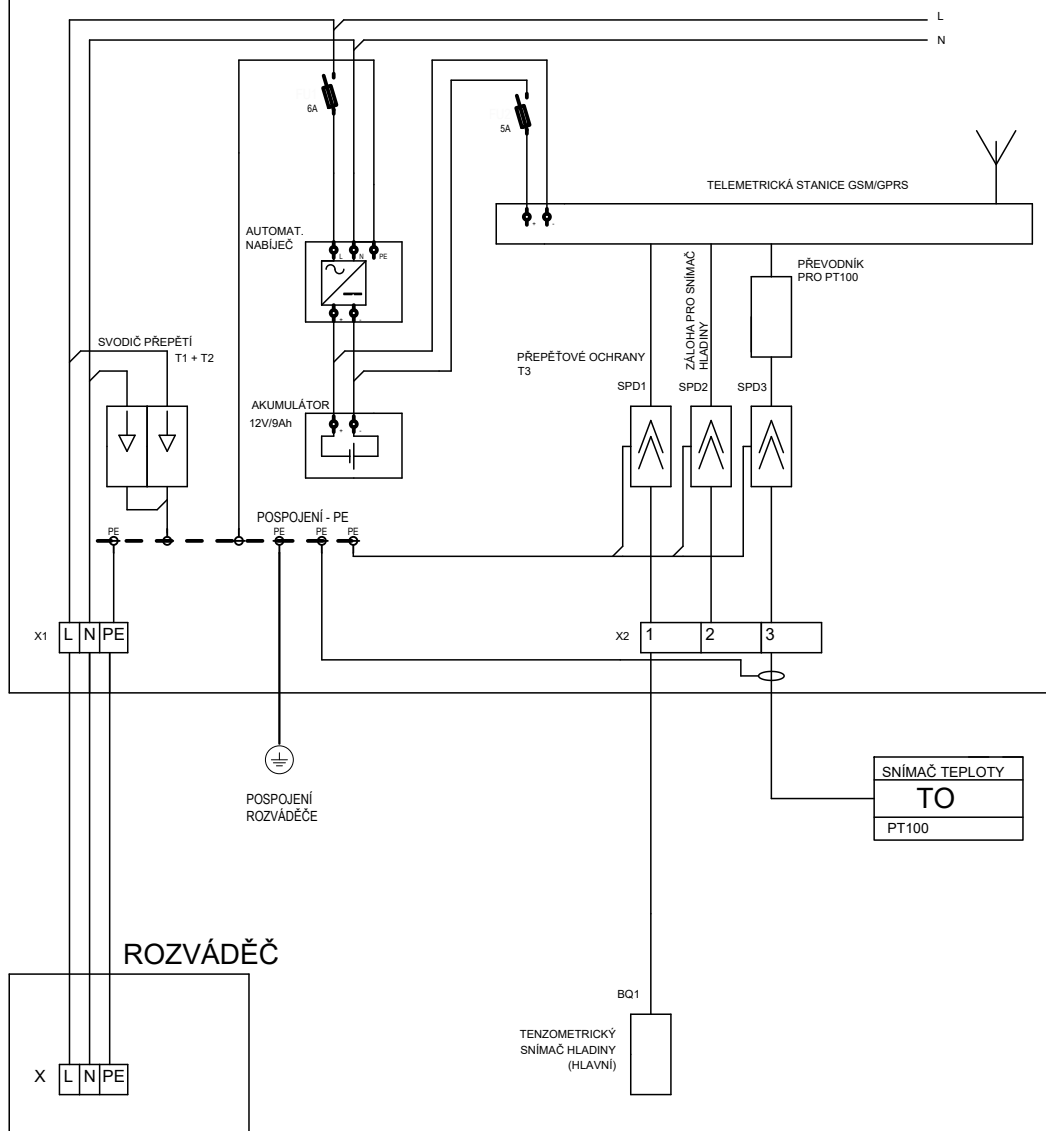 L
N
6A
5A
TELEMETRICKÁ STANICE GSM/GPRS
+ -
AUTOMAT.
NABÍJEČ
L N PE
+ -
PŘEVODNÍK
PRO PT100
ZÁLOHA PRO SNÍMAČ
HLADINY
SVODIČ PŘEPĚTÍ
T1 + T2
PŘEPĚŤOVÉ OCHRANY
T3
SPD1 SPD2 SPD3
AKUMULÁTOR
12V/9Ah
+ -
POSPOJENÍ - PE
PE PE PE PE
X1 L N PE
X2 1 2 3
POSPOJENÍ
ROZVÁDĚČE
SNÍMAČ TEPLOTY
TO
PT100
ROZVÁDĚČ
BQ1
TENZOMETRICKÝ
SNÍMAČ HLADINY
(HLAVNÍ)
X L N PE